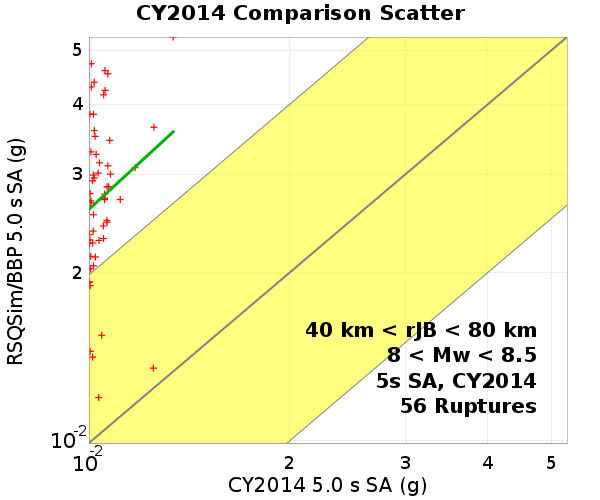 CY2014 Comparison Scatter
RSQSim/BBP 5.0 s SA (g)
5
4
3
2
10-2
40 km < rJB < 80 km
8 < Mw < 8.5
5s SA, CY2014
56 Ruptures
10-2 2 3 4 5
CY2014 5.0 s SA (g)